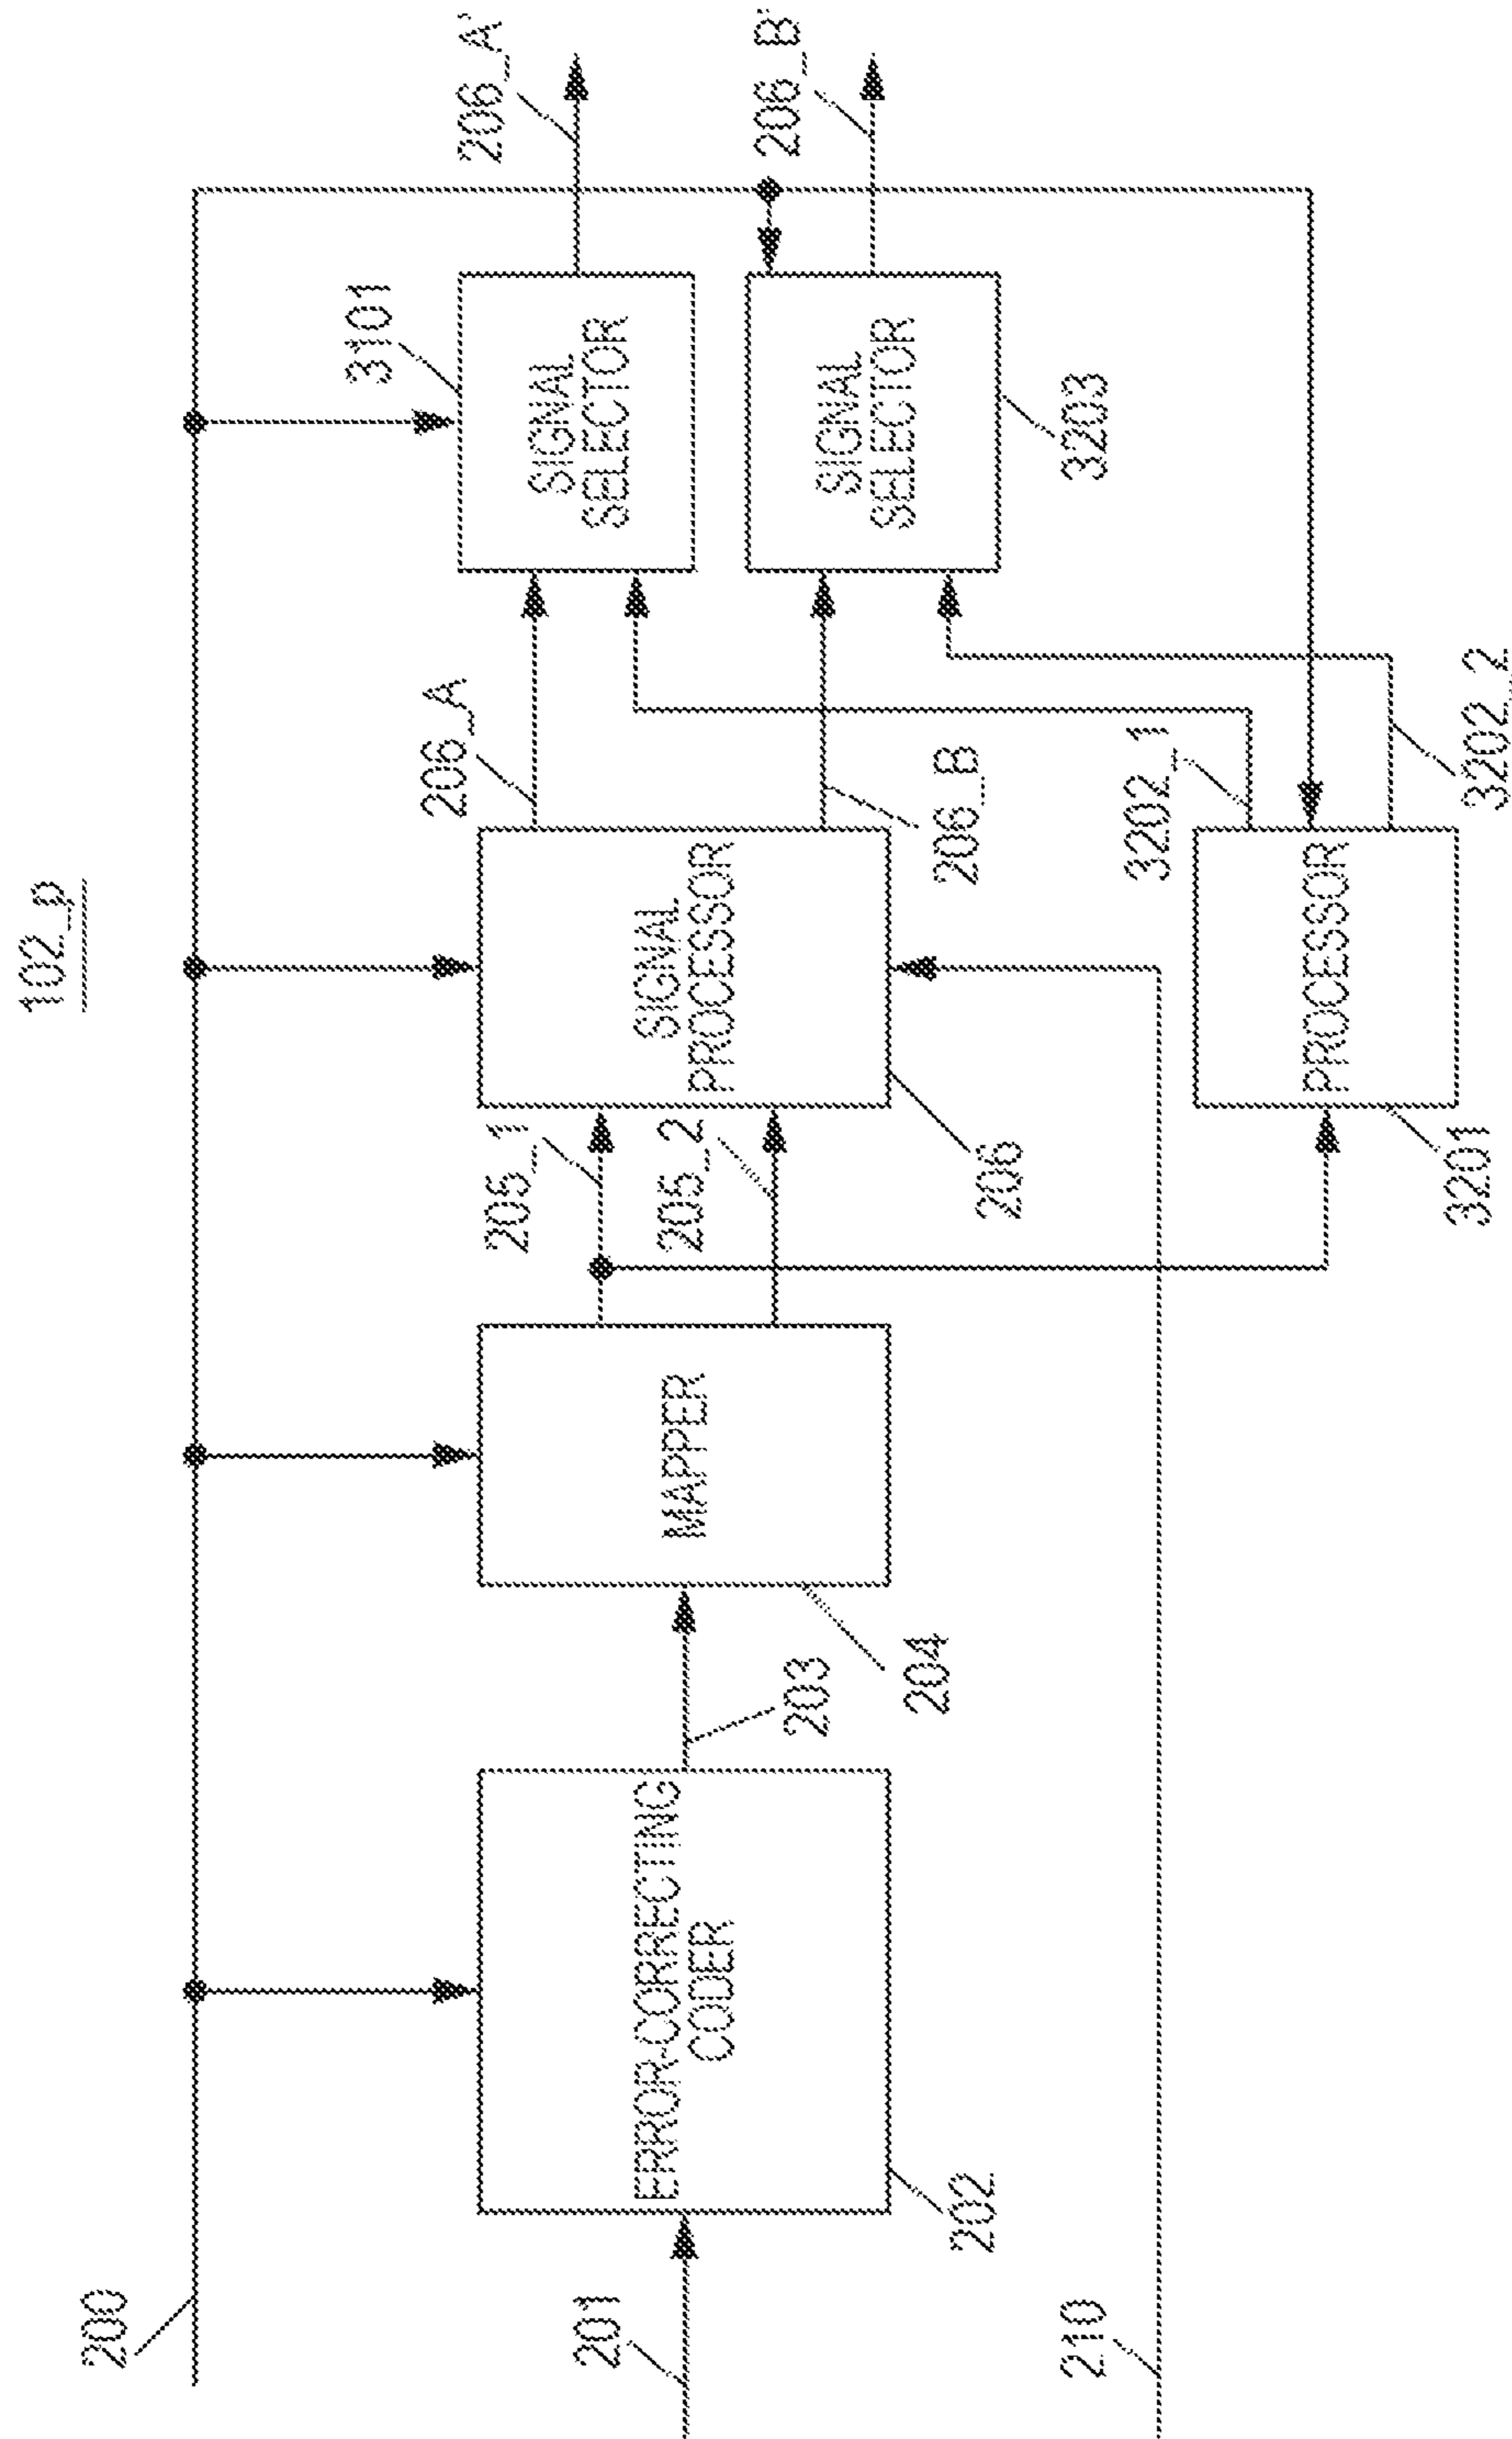 102_p
200
201
ERROR-CORRECTING
CODER
202
203
MAPPER
204
205_1
205_2
SIGNAL
PROCESSOR
206
210
206_A
206_B
PROCESSOR
3201
3202_1
3202_2
SIGNAL
SELECTOR
3101
SIGNAL
SELECTOR
3203
206_A'
206_B'